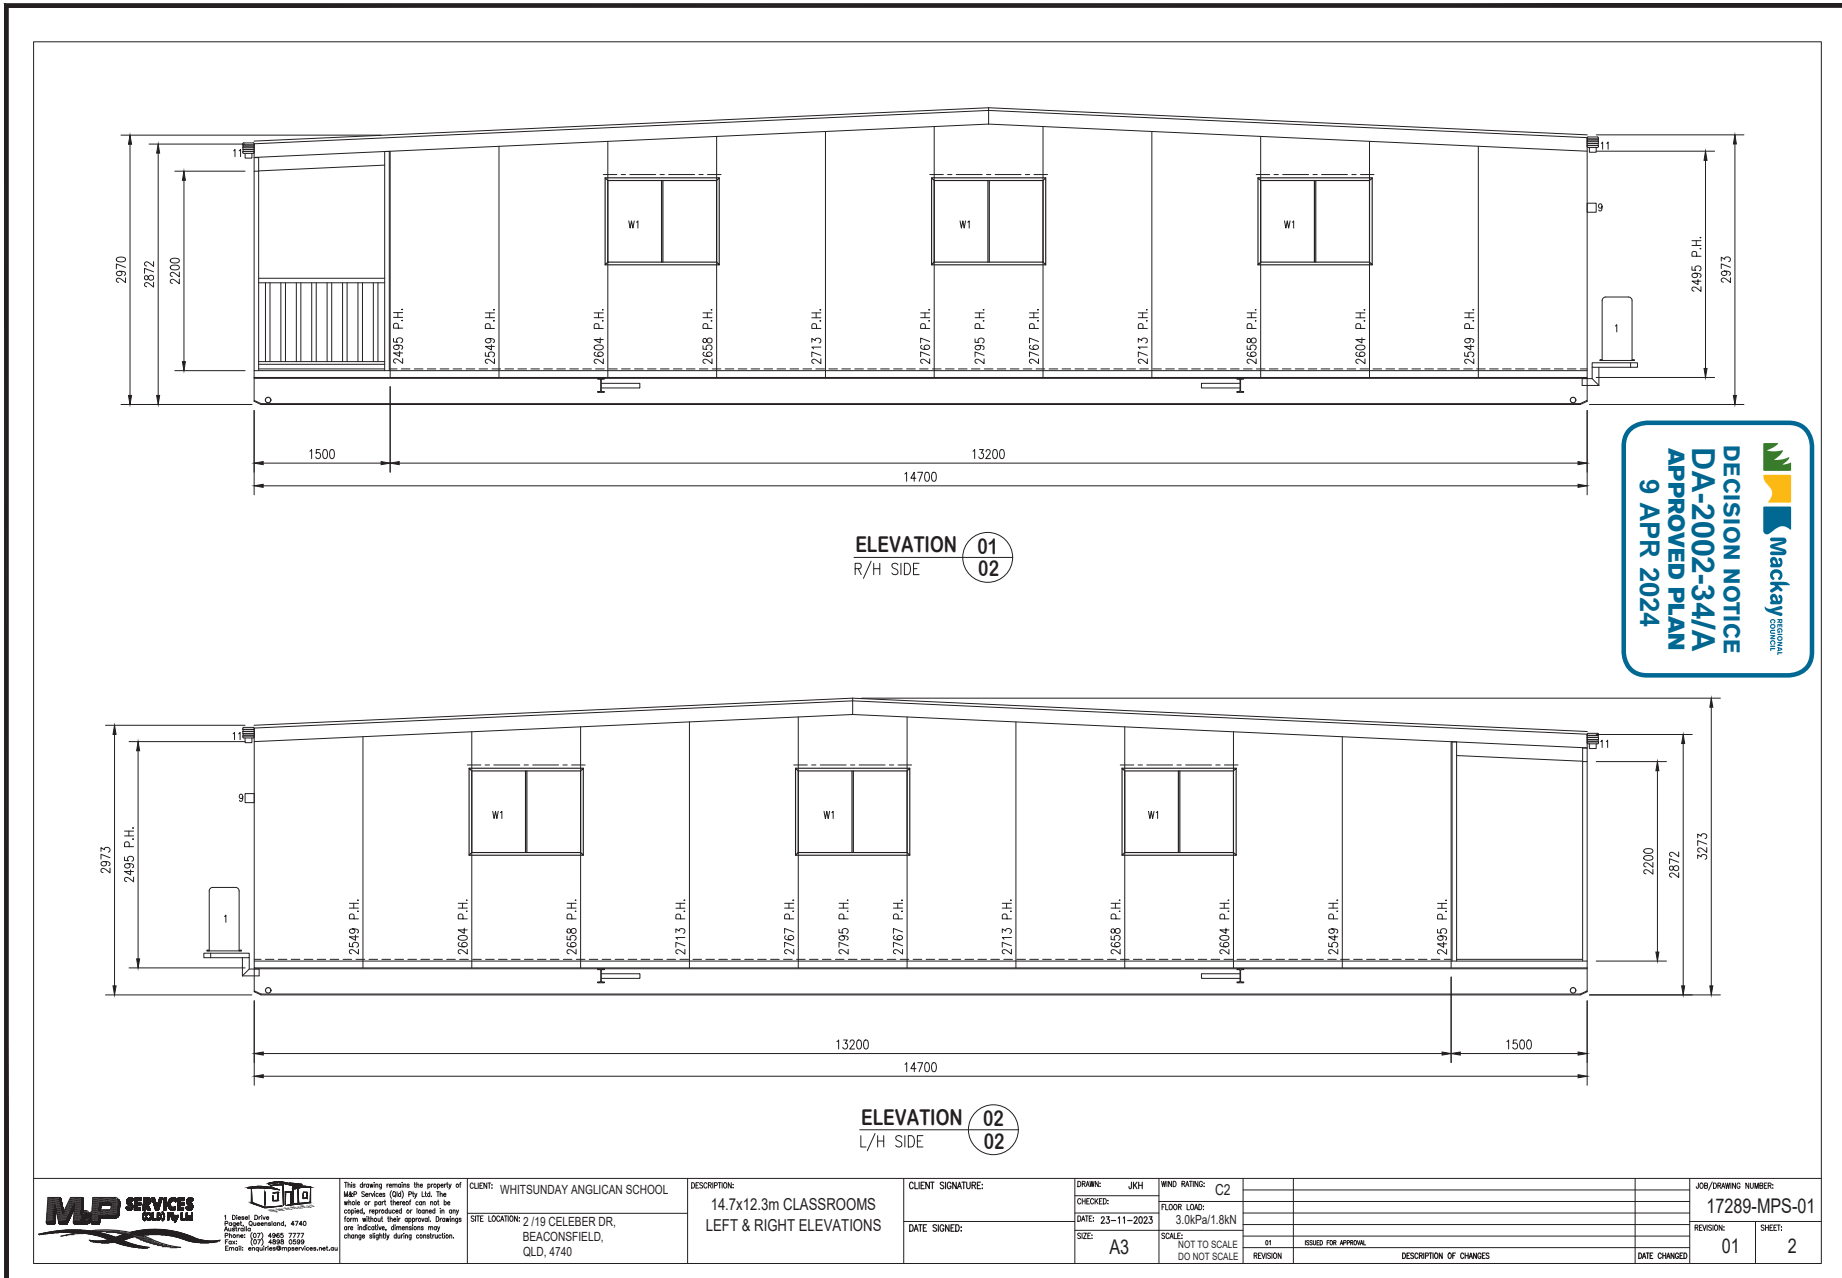 11
2970
2872
2200
W1
W1
W1
11
9
1
2495 P.H.
2973
2495 P.H.
2549 P.H.
2604 P.H.
2658 P.H.
2713 P.H.
2767 P.H.
2795 P.H.
2767 P.H.
2713 P.H.
2658 P.H.
2604 P.H.
2549 P.H.
1500
13200
14700
ELEVATION 01
R/H SIDE 02
Mackay REGIONAL COUNCIL
DECISION NOTICE
DA-2002-34/A
APPROVED PLAN
9 APR 2024
11
9
2973
2495 P.H.
1
W1
W1
W1
11
2200
2872
3273
2549 P.H.
2604 P.H.
2658 P.H.
2713 P.H.
2767 P.H.
2795 P.H.
2767 P.H.
2713 P.H.
2658 P.H.
2604 P.H.
2549 P.H.
2495 P.H.
13200
1500
14700
ELEVATION 02
L/H SIDE 02
M&P SERVICES
(QLD) Pty Ltd
1 Diesel Drive
Paget, Queensland, 4740
Australia
Phone: (07) 4965 7777
Fax: (07) 4898 0599
Email: enquiries@mpservices.net.au
This drawing remains the property of
M&P Services (Qld) Pty Ltd. The
whole or part thereof can not be
copied, reproduced or loaned in any
form without their approval. Drawings
are indicative, dimensions may
change slightly during construction.
CLIENT: WHITSUNDAY ANGLICAN SCHOOL
SITE LOCATION: 2 /19 CELEBER DR,
BEACONSFIELD,
QLD, 4740
DESCRIPTION:
14.7x12.3m CLASSROOMS
LEFT & RIGHT ELEVATIONS
CLIENT SIGNATURE:
DATE SIGNED:
DRAWN: JKH
CHECKED:
DATE: 23-11-2023
SIZE: A3
WIND RATING: C2
FLOOR LOAD:
3.0kPa/1.8kN
SCALE:
NOT TO SCALE
DO NOT SCALE
01 ISSUED FOR APPROVAL
REVISION DESCRIPTION OF CHANGES DATE CHANGED
JOB/DRAWING NUMBER:
17289-MPS-01
REVISION: 01
SHEET: 2